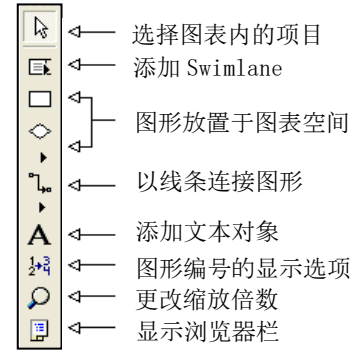 选择图表内的项目
添加 Swimlane
图形放置于图表空间
以线条连接图形
A 添加文本对象
图形编号的显示选项
更改缩放倍数
显示浏览器栏